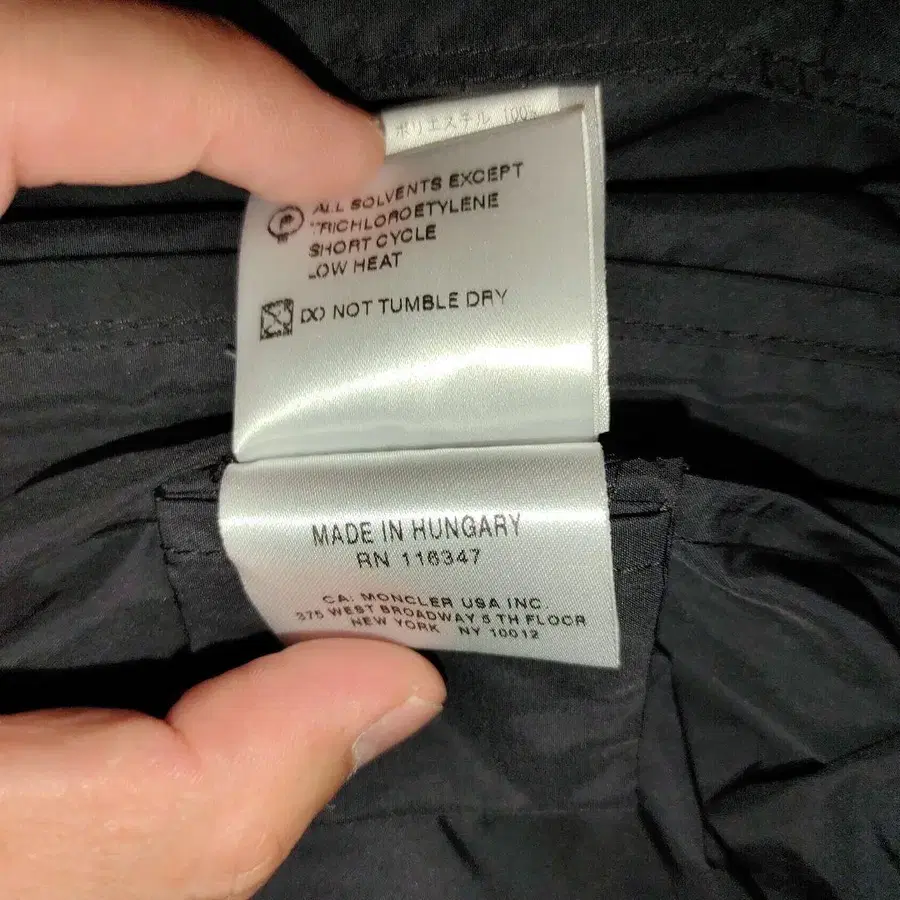 ポリエステル 100%
P ALL SOLVENTS EXCEPT
TRICHLOROETYLENE
SHORT CYCLE
LOW HEAT
DO NOT TUMBLE DRY
MADE IN HUNGARY
RN 116347
CA: MONCLER USA INC.
375 WEST BROADWAY 5 TH FLOOR
NEW YORK NY 10012